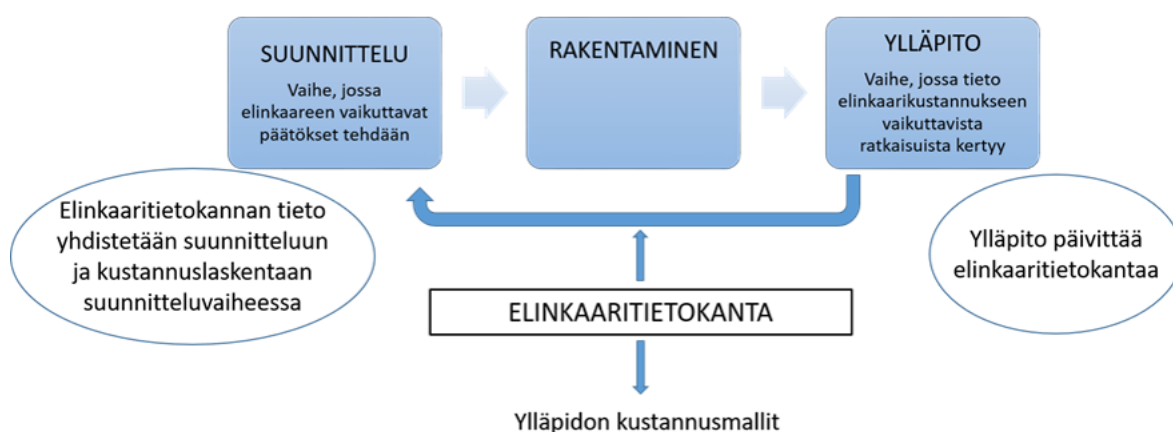 SUUNNITTELU
Vaihe, jossa
elinkaareen vaikuttavat
päätökset tehdään
RAKENTAMINEN
YLLÄPITO
Vaihe, jossa tieto
elinkaarikustannukseen
vaikuttavista
ratkaisuista kertyy
Elinkaaritietokannan tieto
yhdistetään suunnitteluun
ja kustannuslaskentaan
suunnitteluvaiheessa
Ylläpito päivittää
elinkaaritietokantaa
ELINKAARITIETOKANTA
Ylläpidon kustannusmallit